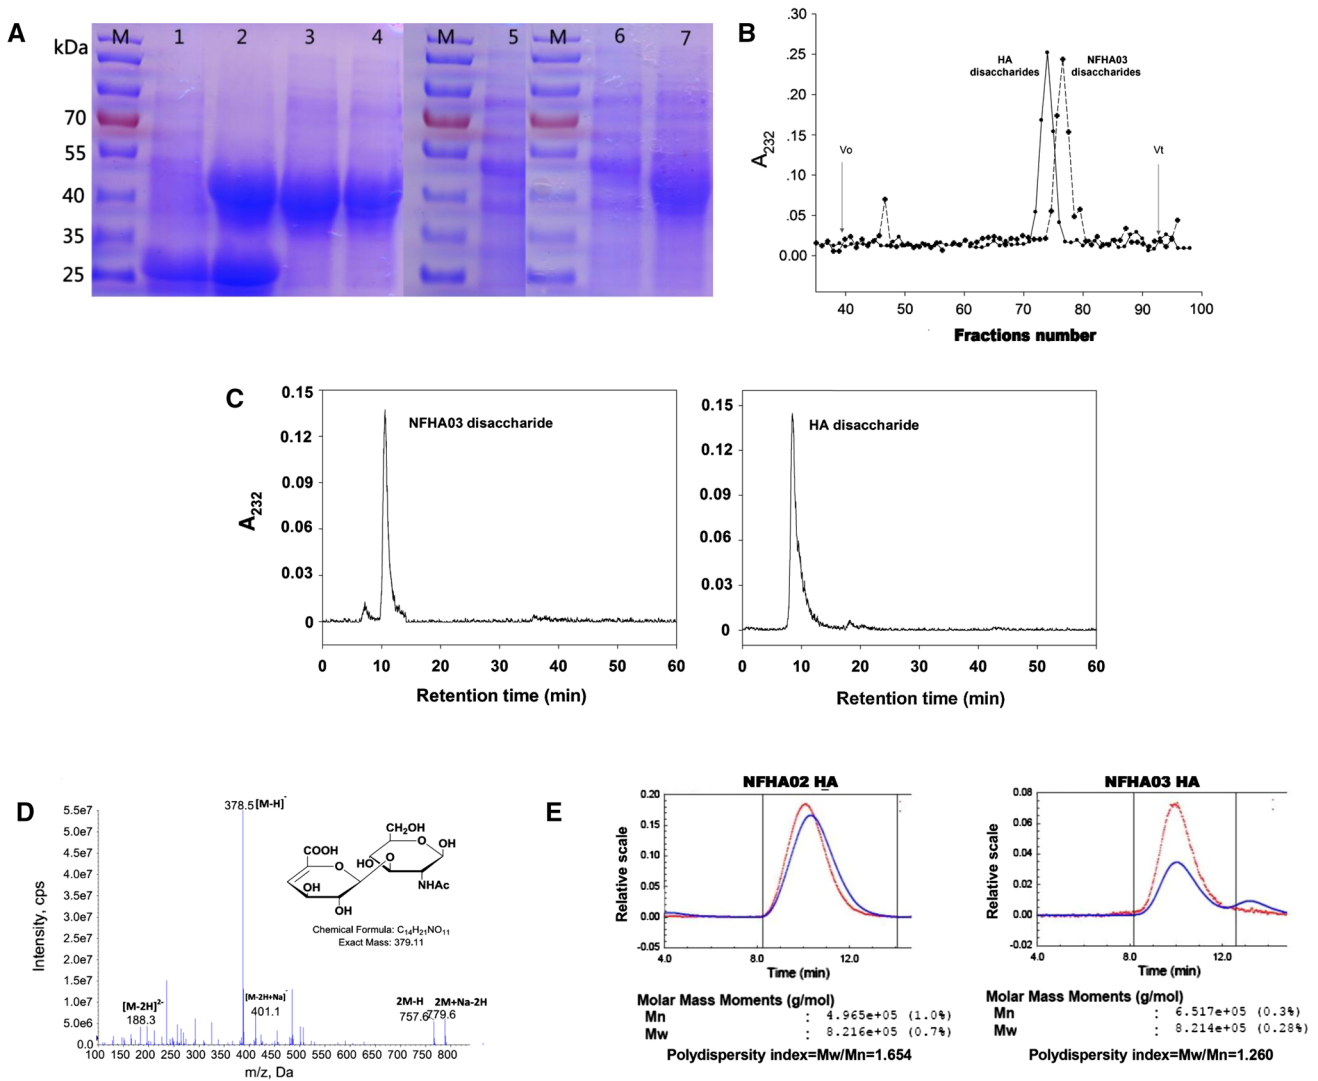 A
kDa
M 1 2 3 4 M 5 M 6 7
70
55
40
35
25
B
.30
.25
.20
.15
.10
.05
0.00
A232
HA
disaccharides
NFHA03
disaccharides
Vo
Vt
40 50 60 70 80 90 100
Fractions number
C
0.15
0.12
0.09
0.06
0.03
0
A232
NFHA03 disaccharide
0 10 20 30 40 50 60
Retention time (min)
0.15
0.12
0.09
0.06
0.03
0
HA disaccharide
0 10 20 30 40 50 60
Retention time (min)
D
5.5e7
5.0e7
4.5e7
4.0e7
3.5e7
3.0e7
2.5e7
2.0e7
1.5e7
1.0e7
5.0e6
0.0
Intensity, cps
378.5 [M-H]-
[M-2H]2-
188.3
[M-2H+Na]-
401.1
2M-H
757.6
2M+Na-2H
779.6
CH2OH
O
OH
COOH
O
HO
O
OH
NHAc
OH
Chemical Formula: C14H21NO11
Exact Mass: 379.11
100 150 200 250 300 350 400 450 500 550 600 650 700 750 800
m/z, Da
E
NFHA02 HA
0.20
0.15
0.10
0.05
0.00
-0.05
Relative scale
4.0 8.0 12.0
Time (min)
Molar Mass Moments (g/mol)
Mn : 4.965e+05 (1.0%)
Mw : 8.216e+05 (0.7%)
Polydispersity index=Mw/Mn=1.654
NFHA03 HA
0.08
0.06
0.04
0.02
0.00
-0.02
Relative scale
4.0 8.0 12.0
Time (min)
Molar Mass Moments (g/mol)
Mn : 6.517e+05 (0.3%)
Mw : 8.214e+05 (0.28%)
Polydispersity index=Mw/Mn=1.260